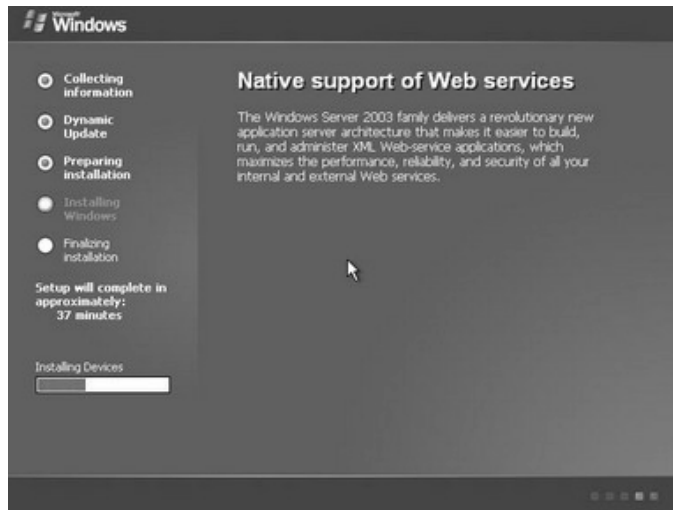 Microsoft
Windows
Collecting
information
Dynamic
Update
Preparing
installation
Installing
Windows
Finalizing
installation
Setup will complete in
approximately:
37 minutes
Installing Devices
Native support of Web services
The Windows Server 2003 family delivers a revolutionary new
application server architecture that makes it easier to build,
run, and administer XML Web-service applications, which
maximizes the performance, reliability, and security of all your
internal and external Web services.